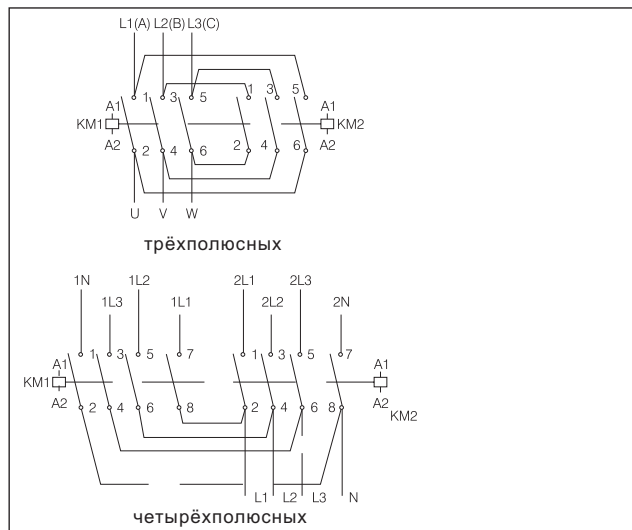 L1(A) L2(B) L3(C)
1 3 5 1 3 5
A1 A1
KM1 KM2
A2 A2
2 4 6 2 4 6
U V W
трёхполюсных
1N 1L2 2L1 2L3
1L3 1L1 2L2 2N
1 3 5 7 1 3 5 7
A1 A1
KM1
A2 A2
KM2
2 4 6 8 2 4 6 8
L1 L2 L3 N
четырёхполюсных